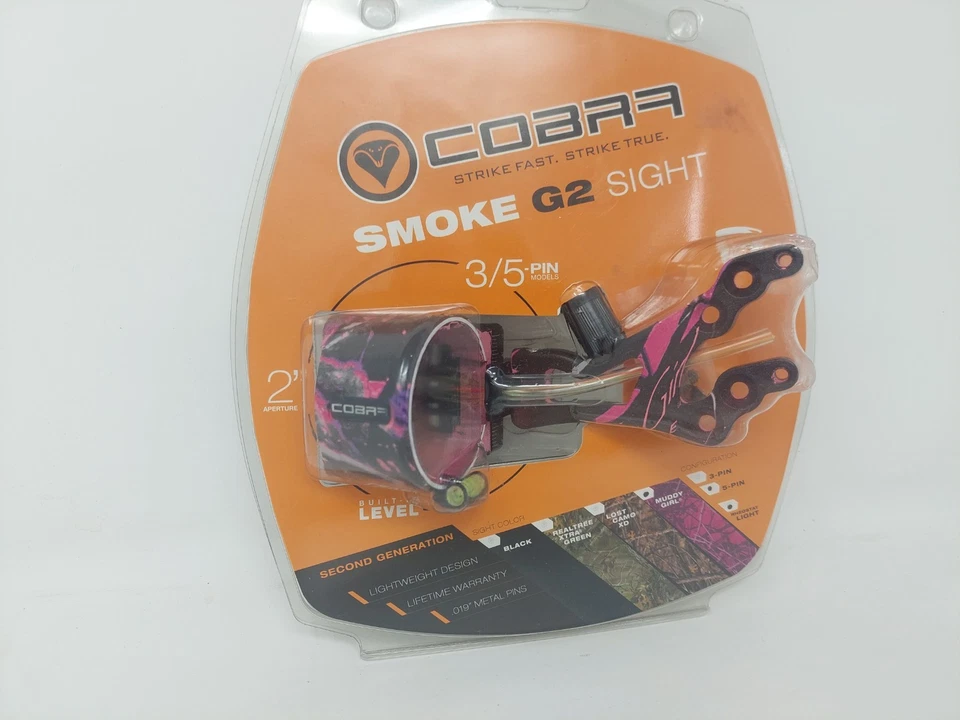 COBRA
STRIKE FAST. STRIKE TRUE.
SMOKE G2 SIGHT
3/5-PIN
MODELS
2"
APERTURE
COBRA
BUILT-IN
LEVEL
SIGHT COLOR
BLACK
REALTREE
XTRA®
GREEN
LOST
CAMO
XD
MUDDY
GIRL®
CONFIGURATION
3-PIN
5-PIN
LIGHT
SECOND GENERATION
LIGHTWEIGHT DESIGN
LIFETIME WARRANTY
.019" METAL PINS